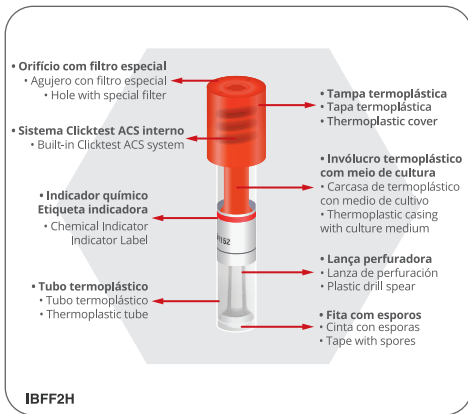 • Orifício com filtro especial
• Agujero con filtro especial
• Hole with special filter
• Sistema Clicktest ACS interno
• Built-in Clicktest ACS system
• Indicador químico
Etiqueta indicadora
• Chemical Indicator
Indicator Label
• Tubo termoplástico
• Tubo termoplástico
• Thermoplastic tube
• Tampa termoplástica
• Tapa termoplástica
• Thermoplastic cover
• Invólucro termoplástico
com meio de cultura
• Carcasa de termoplástico
con medio de cultivo
• Thermoplastic casing
with culture medium
• Lança perfuradora
• Lanza de perfuración
• Plastic drill spear
• Fita com esporos
• Cinta con esporas
• Tape with spores
IBFF2H